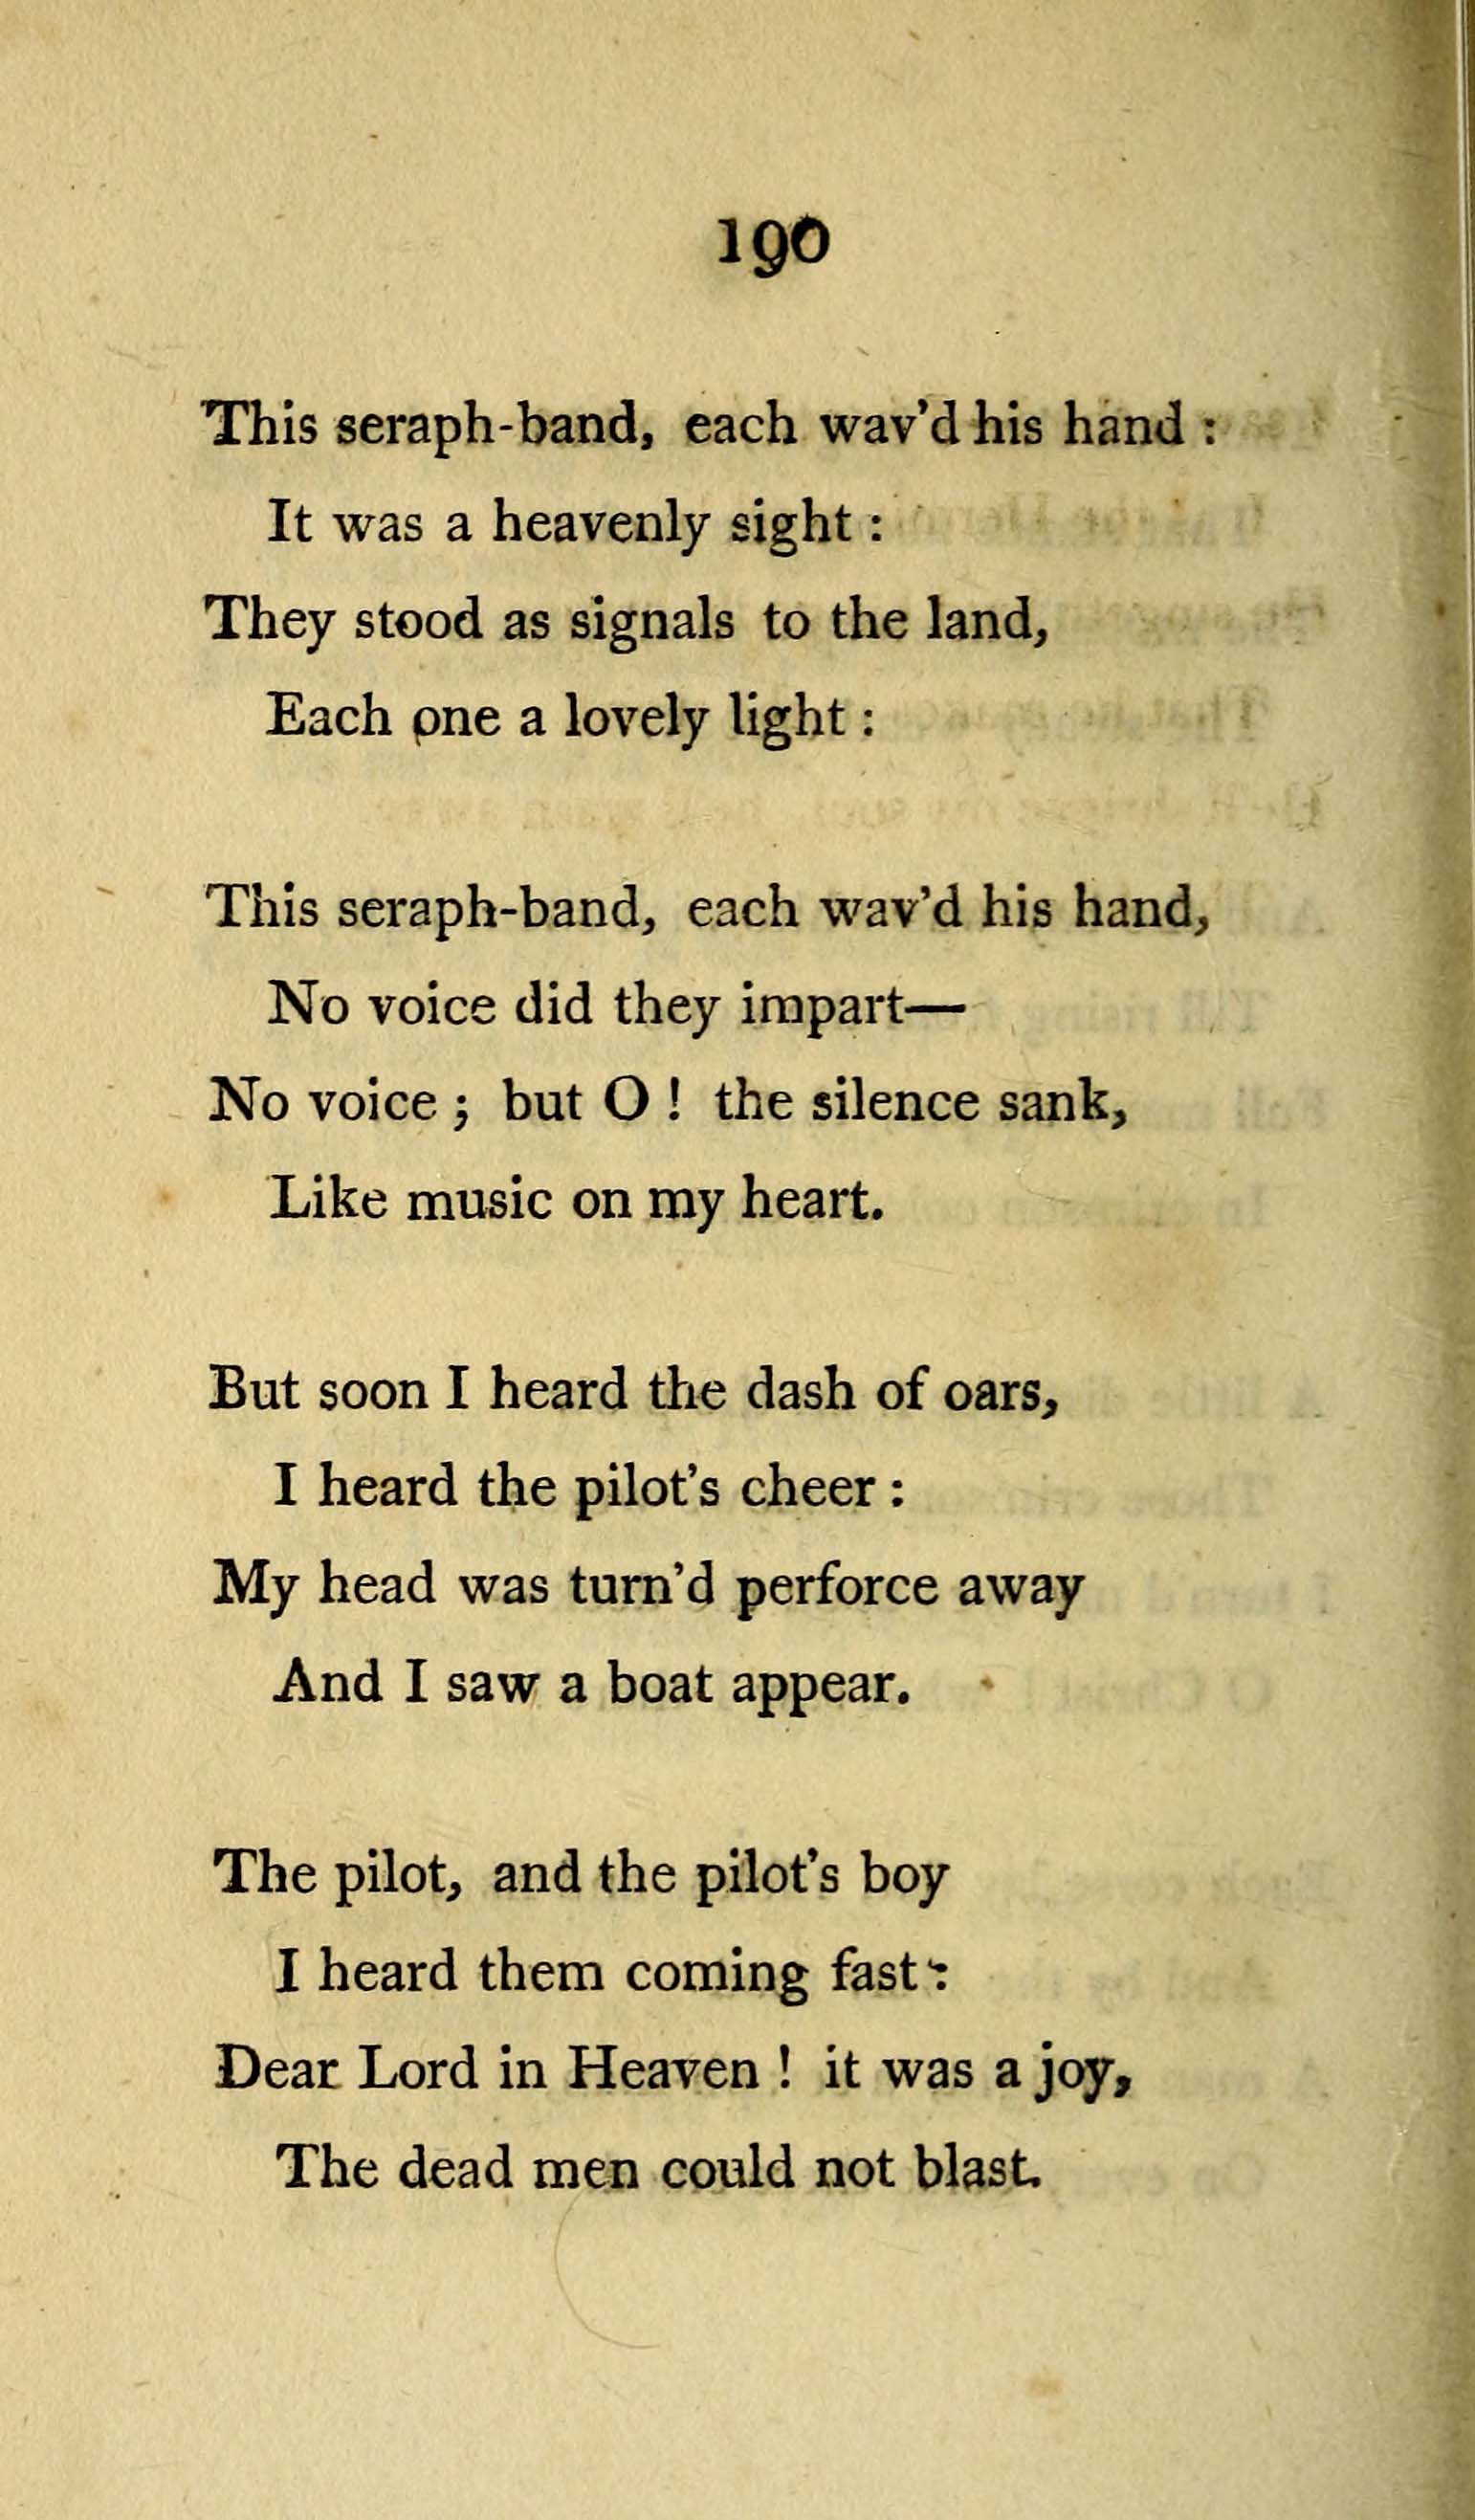 190
This seraph-band, each wav'd his hand :
It was a heavenly sight :
They stood as signals to the land,
Each one a lovely light :
This seraph-band, each wav'd his hand,
No voice did they impart—
No voice ; but O ! the silence sank,
Like music on my heart.
But soon I heard the dash of oars,
I heard the pilot's cheer :
My head was turn'd perforce away
And I saw a boat appear.
The pilot, and the pilot's boy
I heard them coming fast :
Dear Lord in Heaven ! it was a joy,
The dead men could not blast.